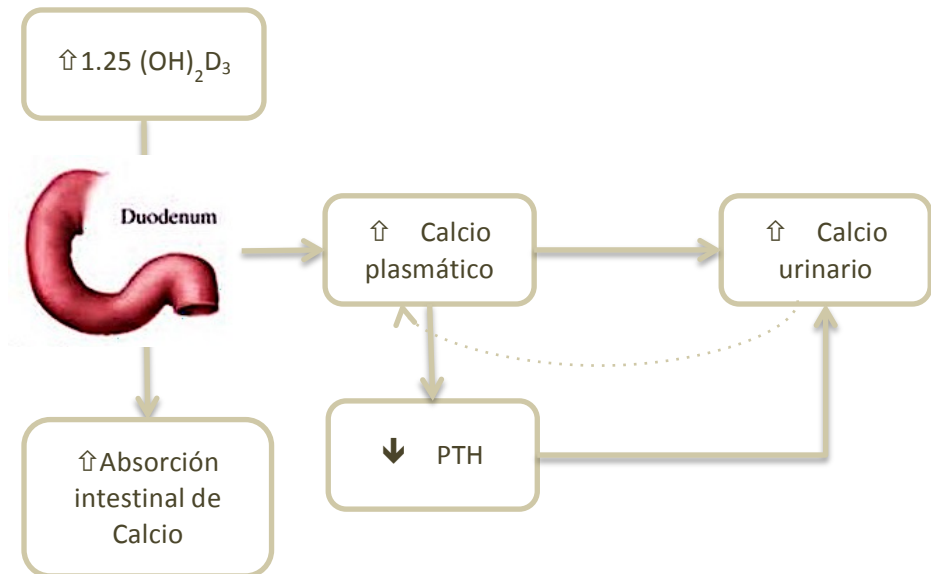 ⇧1.25 (OH)₂D₃
Duodenum
⇧ Calcio
plasmático
⇧ Calcio
urinario
🡻 PTH
⇧Absorción
intestinal de
Calcio